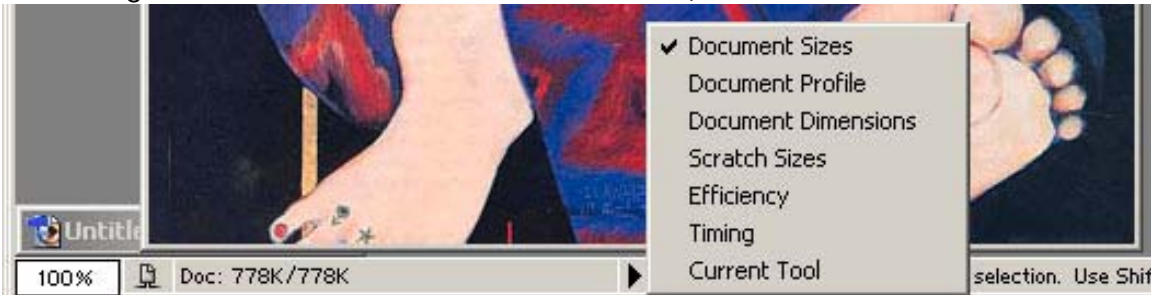 Document Sizes
Document Profile
Document Dimensions
Scratch Sizes
Efficiency
Timing
Current Tool
Untitle
100% Doc: 778K/778K selection. Use Shif